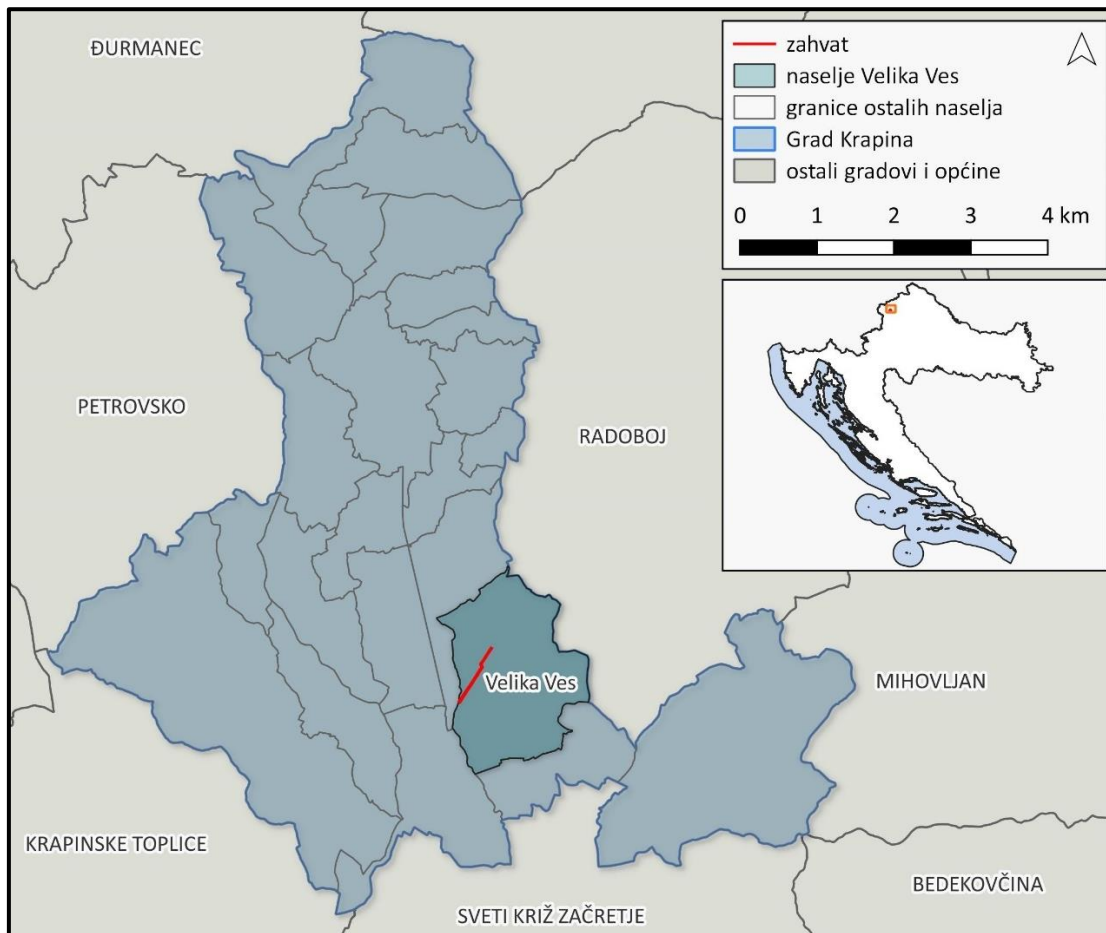 ĐURMANEC
zahvat
naselje Velika Ves
granice ostalih naselja
Grad Krapina
ostali gradovi i općine
0 1 2 3 4 km
PETROVSKO
RADOBOJ
Velika Ves
MIHOVLJAN
KRAPINSKE TOPLICE
BEDEKOVČINA
SVETI KRIŽ ZAČRETJE